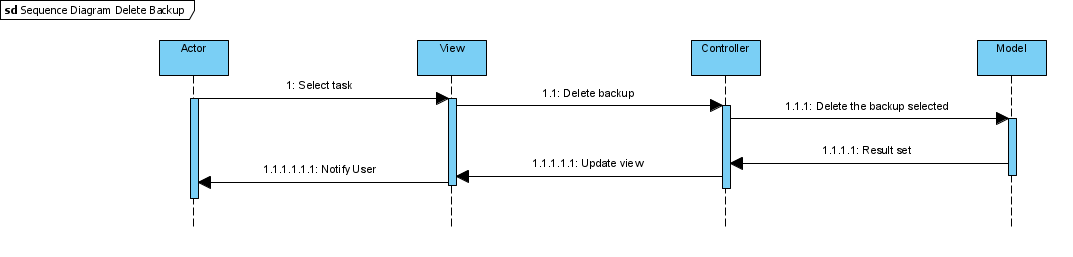 sd Sequence Diagram Delete Backup
Actor
View
Controller
Model
1: Select task
1.1: Delete backup
1.1.1: Delete the backup selected
1.1.1.1: Result set
1.1.1.1.1: Update view
1.1.1.1.1.1: Notify User